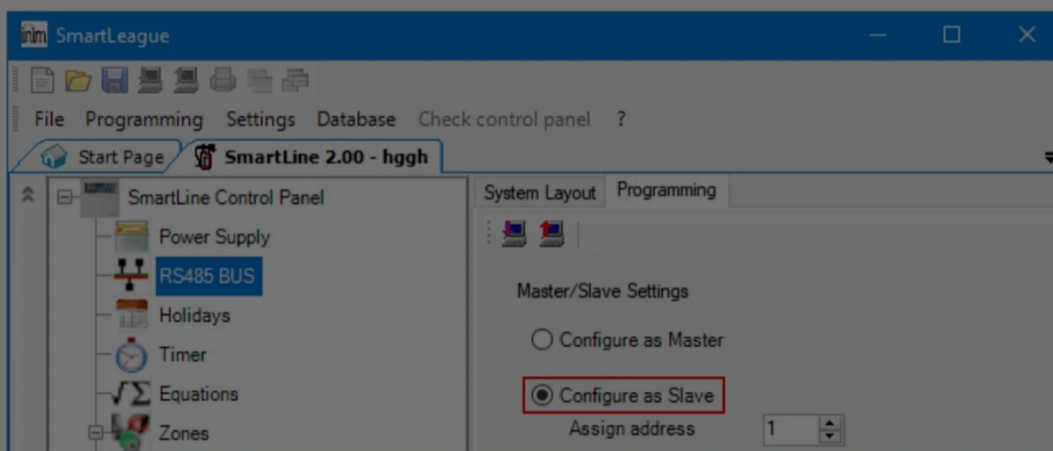 inim SmartLeague
File Programming Settings Database Check control panel ?
Start Page SmartLine 2.00 - hggh
SmartLine Control Panel
System Layout Programming
Power Supply
RS485 BUS
Master/Slave Settings
Holidays
Configure as Master
Timer
Equations
Configure as Slave
Zones
Assign address 1